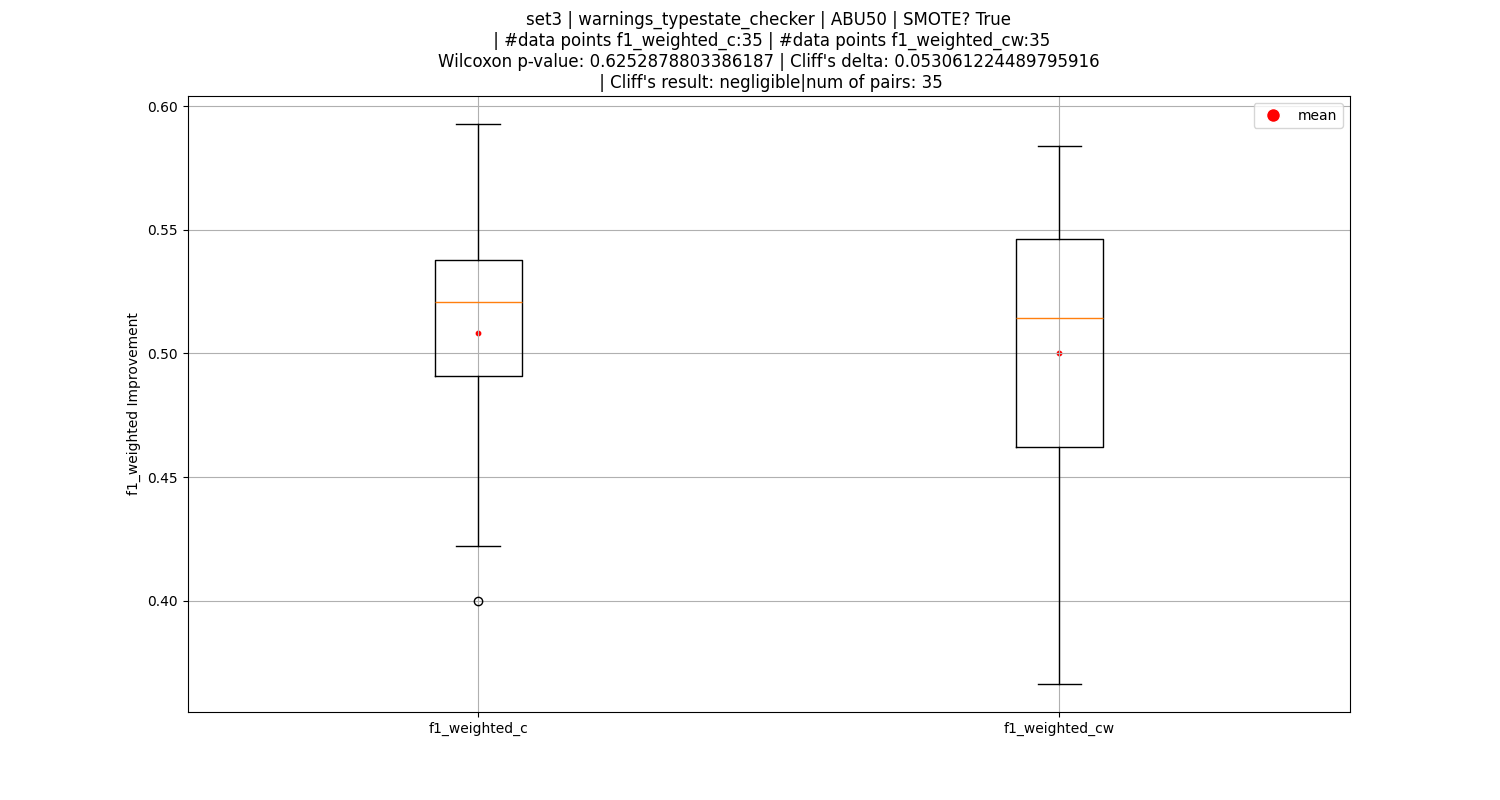 set3 | warnings_typestate_checker | ABU50 | SMOTE? True
| #data points f1_weighted_c:35 | #data points f1_weighted_cw:35
Wilcoxon p-value: 0.6252878803386187 | Cliff's delta: 0.053061224489795916
| Cliff's result: negligible|num of pairs: 35
mean
f1_weighted Improvement
0.60
0.55
0.50
0.45
0.40
f1_weighted_c
f1_weighted_cw